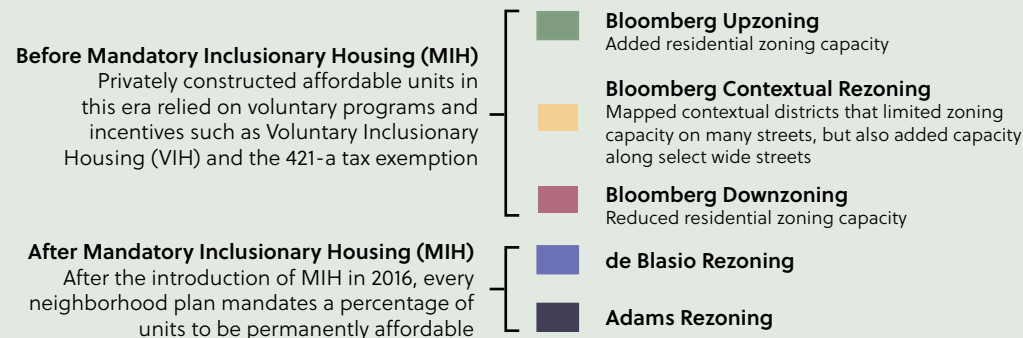 Before Mandatory Inclusionary Housing (MIH)
Privately constructed affordable units in
this era relied on voluntary programs and
incentives such as Voluntary Inclusionary
Housing (VIH) and the 421-a tax exemption
Bloomberg Upzoning
Added residential zoning capacity
Bloomberg Contextual Rezoning
Mapped contextual districts that limited zoning
capacity on many streets, but also added capacity
along select wide streets
Bloomberg Downzoning
Reduced residential zoning capacity
After Mandatory Inclusionary Housing (MIH)
After the introduction of MIH in 2016, every
neighborhood plan mandates a percentage of
units to be permanently affordable
de Blasio Rezoning
Adams Rezoning